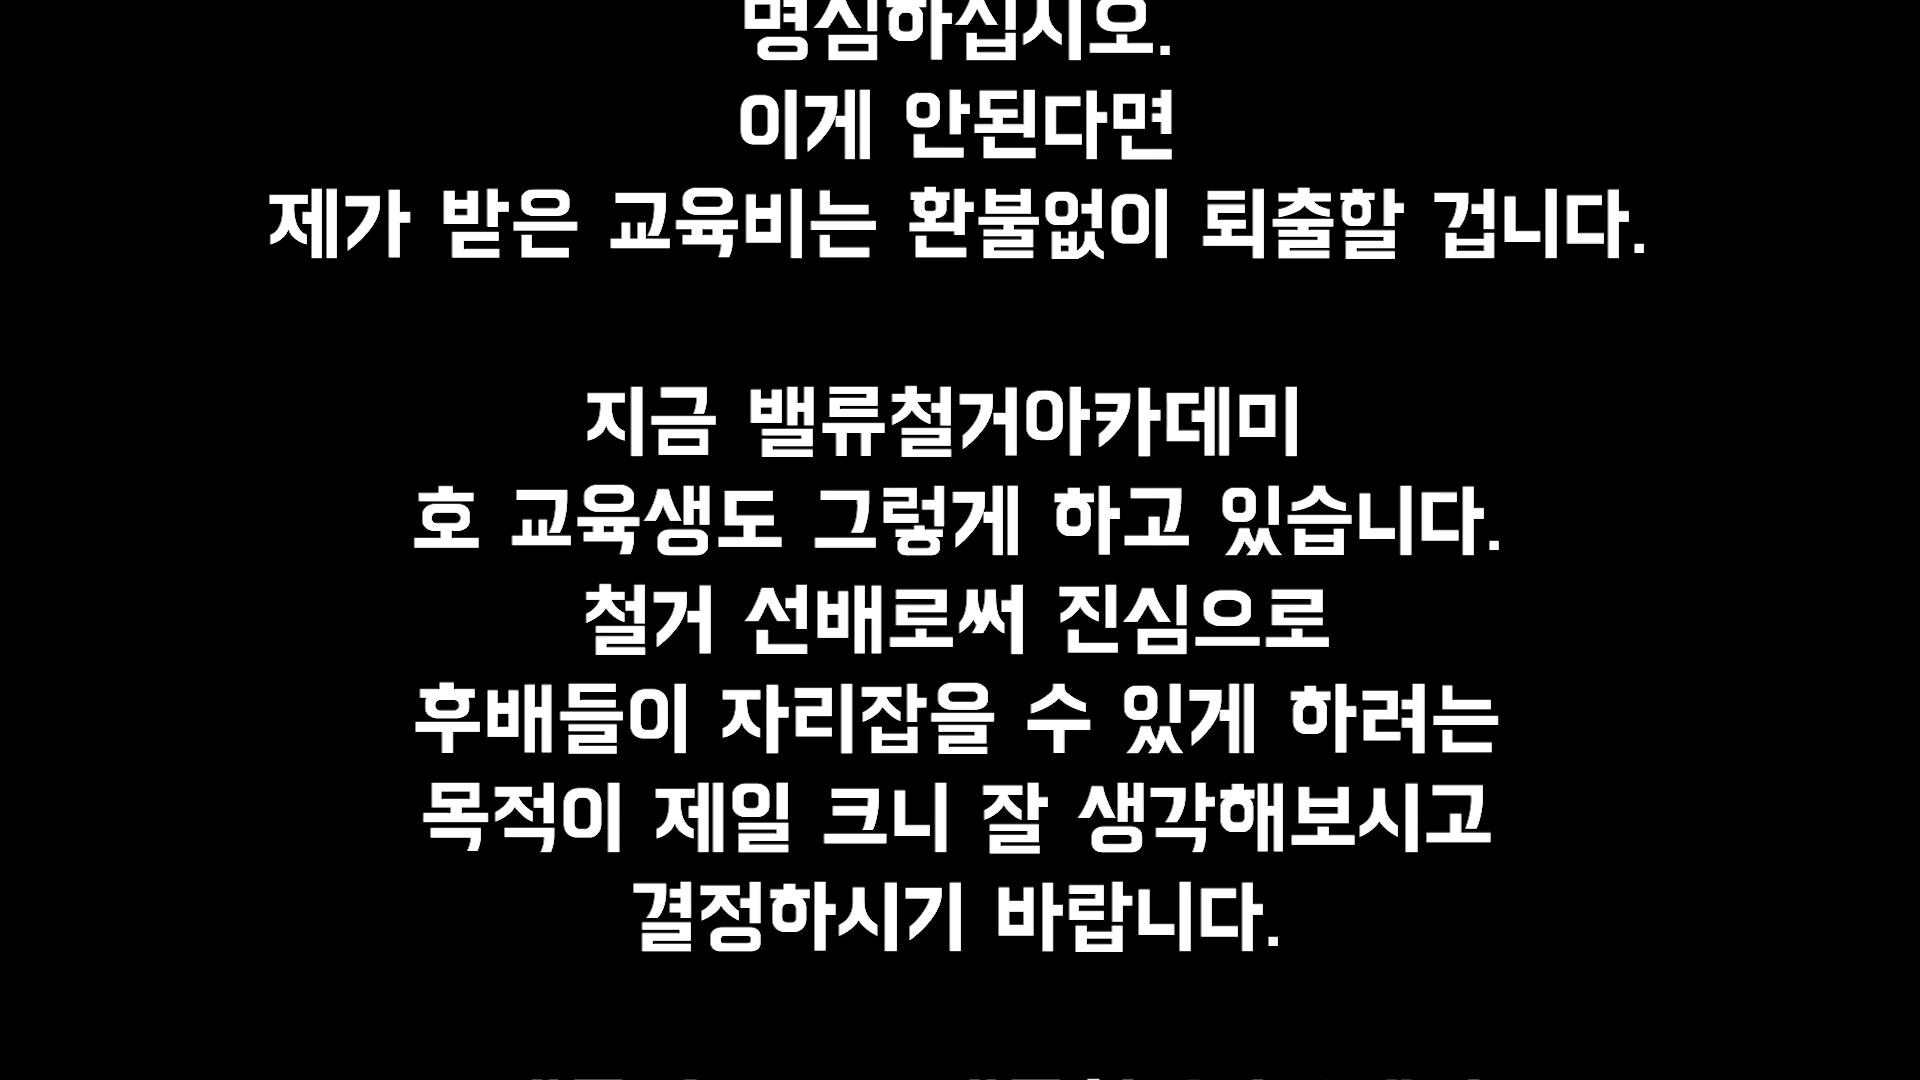 명심하십시오.
이게 안된다면
제가 받은 교육비는 환불없이 퇴출할 겁니다.
지금 밸류철거아카데미
호 교육생도 그렇게 하고 있습니다.
철거 선배로써 진심으로
후배들이 자리잡을 수 있게 하려는
목적이 제일 크니 잘 생각해보시고
결정하시기 바랍니다.